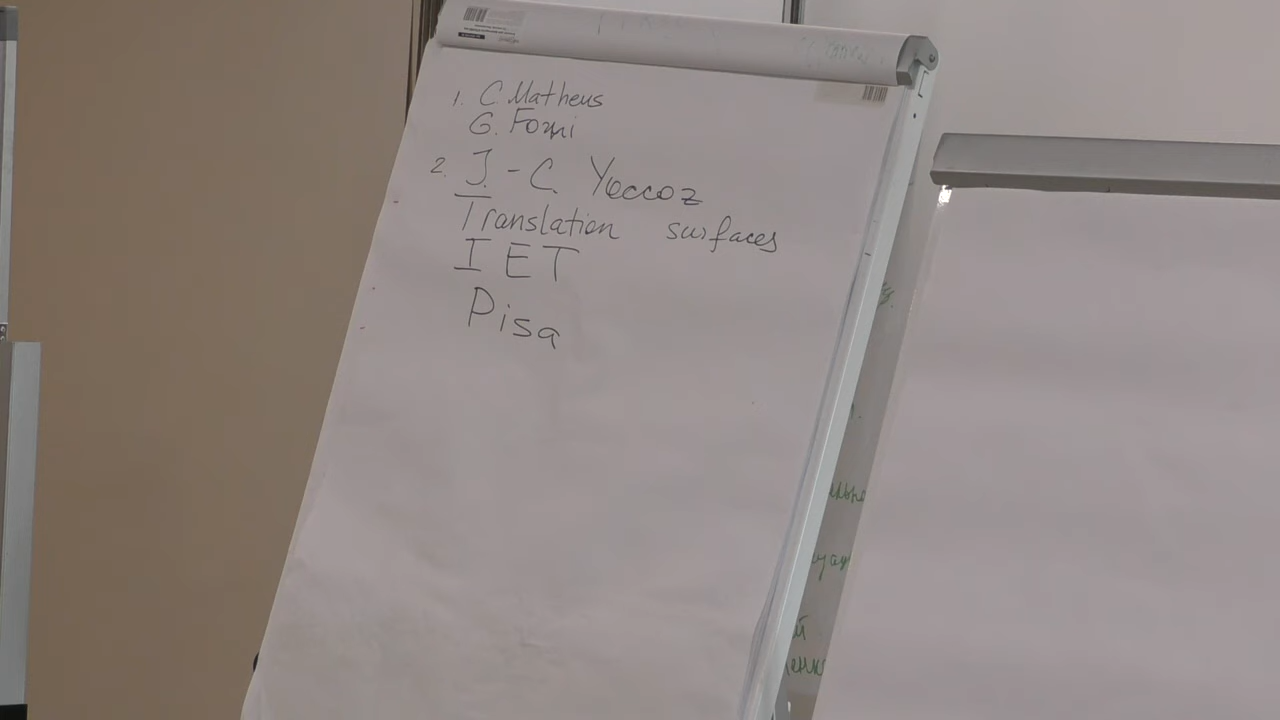 1. C. Matheus
G. Forni
2. J.-C. Yoccoz
Translation surfaces
IET
Pisa